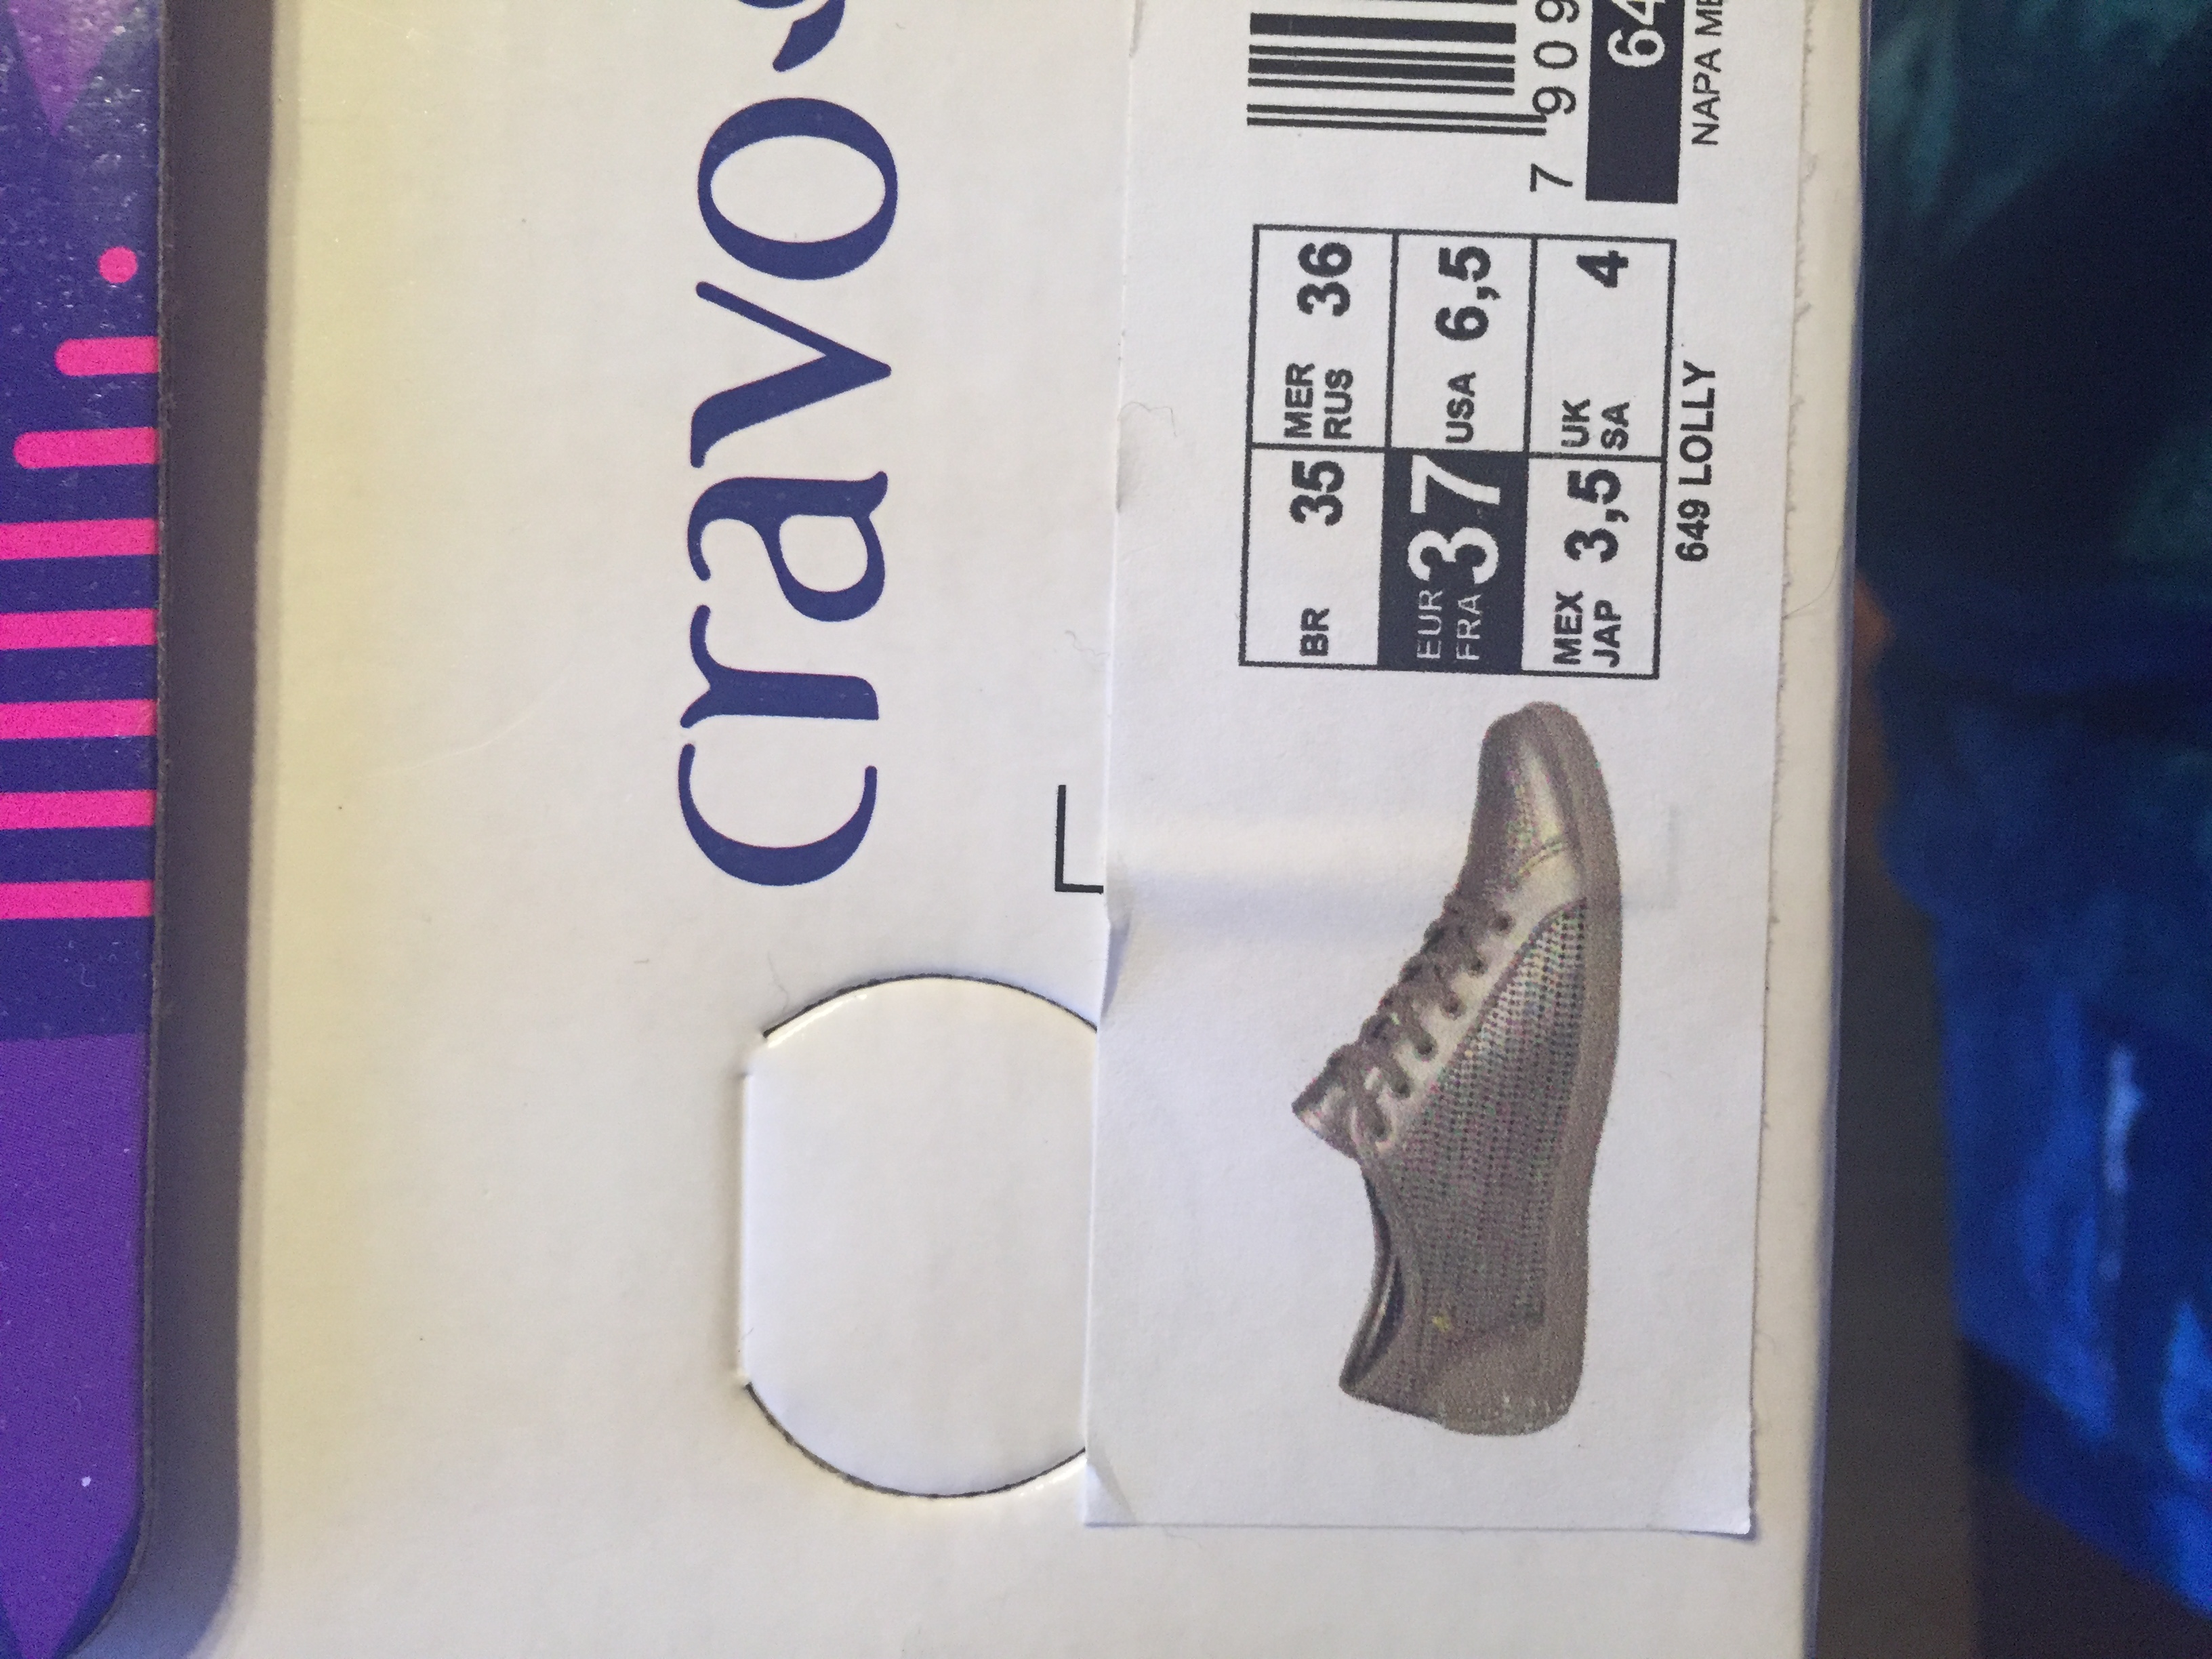 cravo
BR 35 MER RUS 36
EUR FRA 37 USA 6,5
MEX JAP 3,5 UK SA 4
649 LOLLY
7 909
64
NAPA